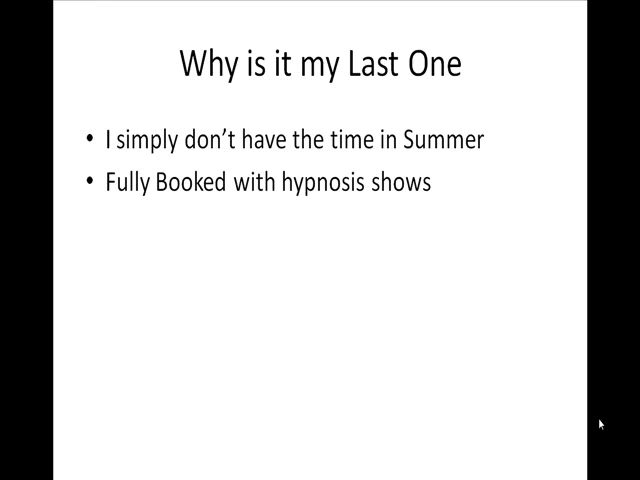 Why is it my Last One
• I simply don't have the time in Summer
• Fully Booked with hypnosis shows